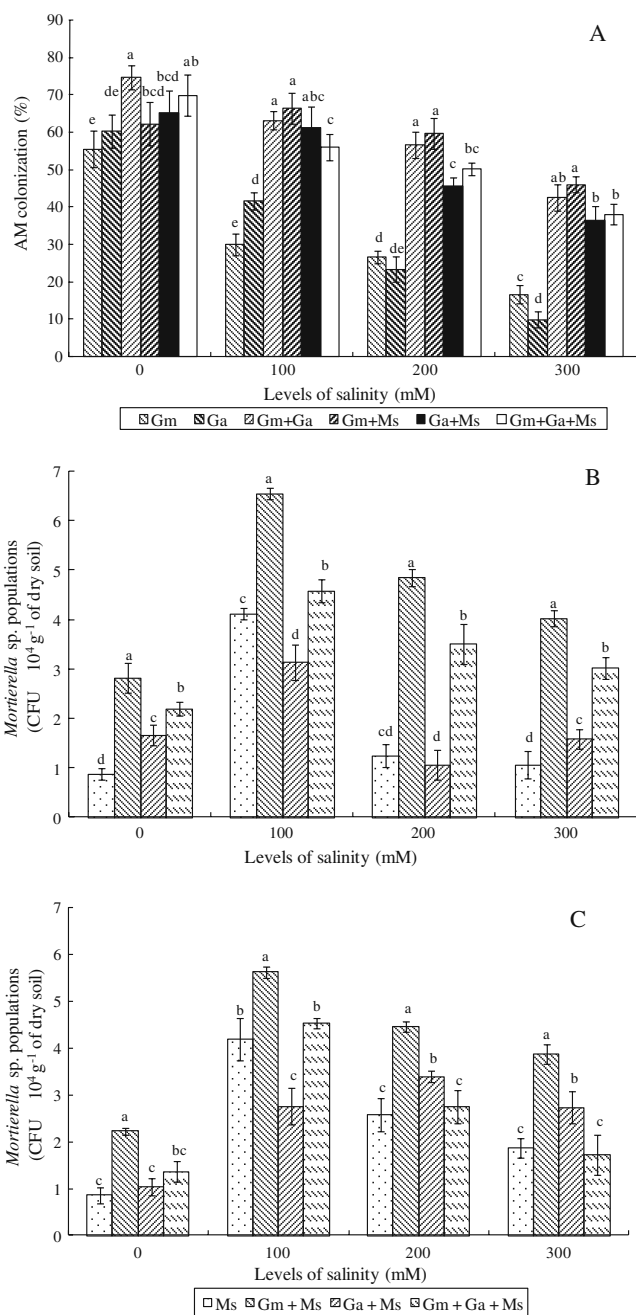 A
AM colonization (%)
90
80
70
60
50
40
30
20
10
0
e de a bcd bcd ab
e d a a abc c
d de a a c bc
c d ab a b b
0 100 200 300
Levels of salinity (mM)
Gm Ga Gm+Ga Gm+Ms Ga+Ms Gm+Ga+Ms
B
Mortierella sp. populations
(CFU 10⁴ g⁻¹ of dry soil)
7
6
5
4
3
2
1
0
d a c b
c a d b
cd a d b
c a c b
0 100 200 300
Levels of salinity (mM)
C
Mortierella sp. populations
(CFU 10⁴ g⁻¹ of dry soil)
7
6
5
4
3
2
1
0
c a c bc
b a c b
c a b c
c a b c
0 100 200 300
Levels of salinity (mM)
Ms Gm + Ms Ga + Ms Gm + Ga + Ms